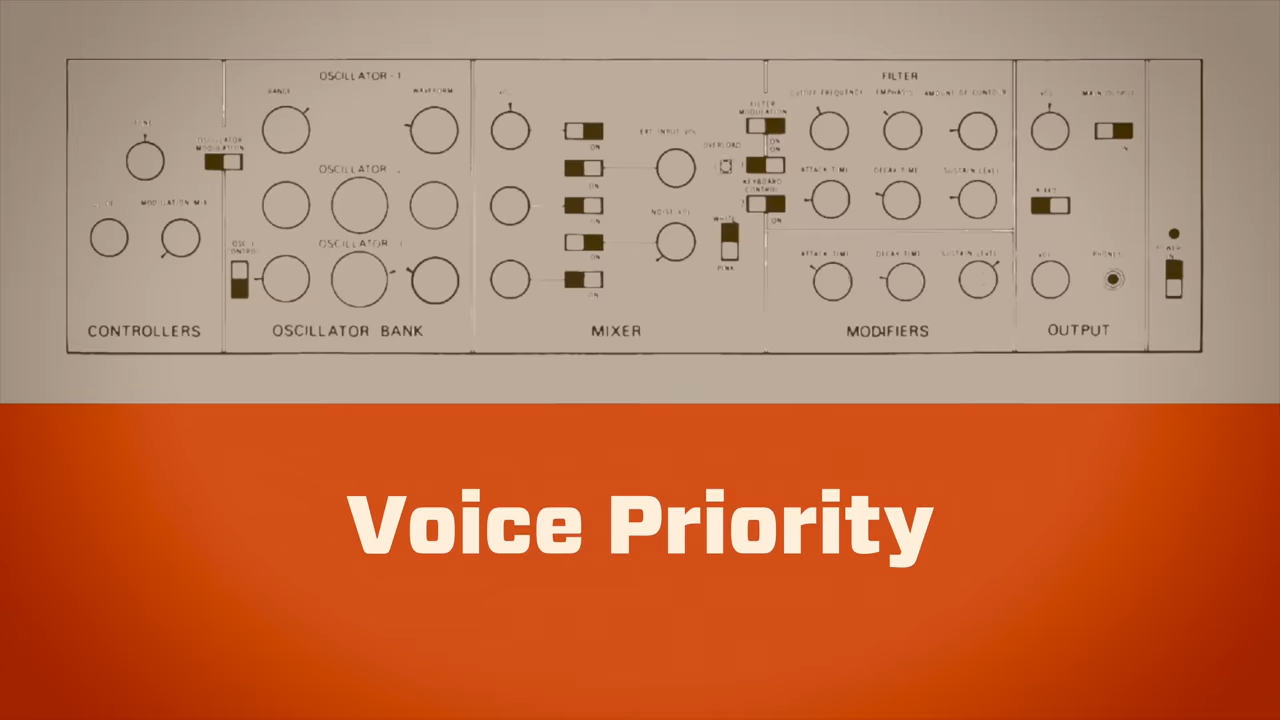 OSCILLATOR - 1
FILTER
RANGE
WAVEFORM
VOL
EXT. INPUT VOL
FILTER
MODULATION
ON
ON
CUTOFF FREQUENCY
EMPHASIS
AMOUNT OF CONTOUR
VOL
MAIN OUTPUT
TUNE
OSCILLATOR
MODULATION
ON
OVERLOAD
OSCILLATOR
KEYBOARD
CONTROL
ON
ATTACK TIME
DECAY TIME
SUSTAIN LEVEL
MODULATION MIX
ON
NOISE VOL
WHITE
PINK
OSCILLATOR
ON
ATTACK TIME
DECAY TIME
SUSTAIN LEVEL
PHONES
POWER
ON
ON
CONTROLLERS
OSCILLATOR BANK
MIXER
MODIFIERS
OUTPUT
Voice Priority